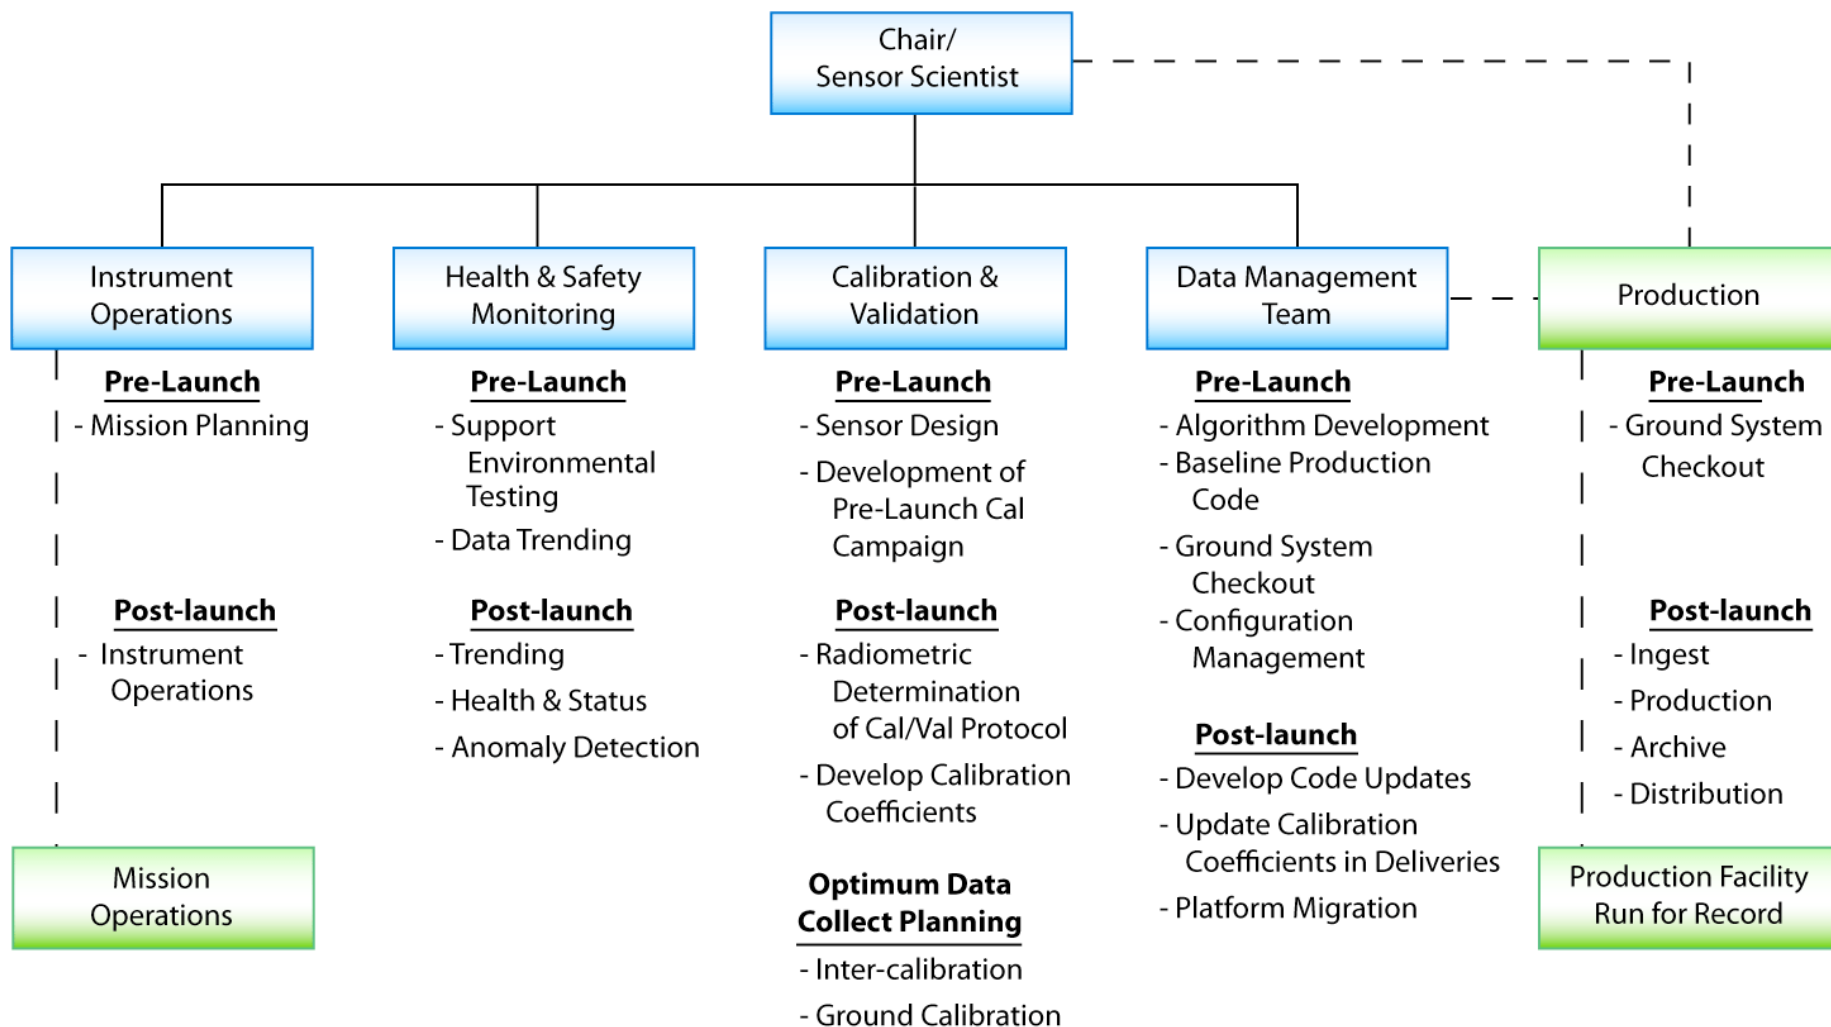 Chair/
Sensor Scientist
Instrument
Operations
Health & Safety
Monitoring
Calibration &
Validation
Data Management
Team
Production
Pre-Launch
- Mission Planning
Post-launch
- Instrument
Operations
Mission
Operations
Pre-Launch
- Support
Environmental
Testing
- Data Trending
Post-launch
- Trending
- Health & Status
- Anomaly Detection
Pre-Launch
- Sensor Design
- Development of
Pre-Launch Cal
Campaign
Post-launch
- Radiometric
Determination
of Cal/Val Protocol
- Develop Calibration
Coefficients
Optimum Data
Collect Planning
- Inter-calibration
- Ground Calibration
Pre-Launch
- Algorithm Development
- Baseline Production
Code
- Ground System
Checkout
- Configuration
Management
Post-launch
- Develop Code Updates
- Update Calibration
Coefficients in Deliveries
- Platform Migration
Pre-Launch
- Ground System
Checkout
Post-launch
- Ingest
- Production
- Archive
- Distribution
Production Facility
Run for Record